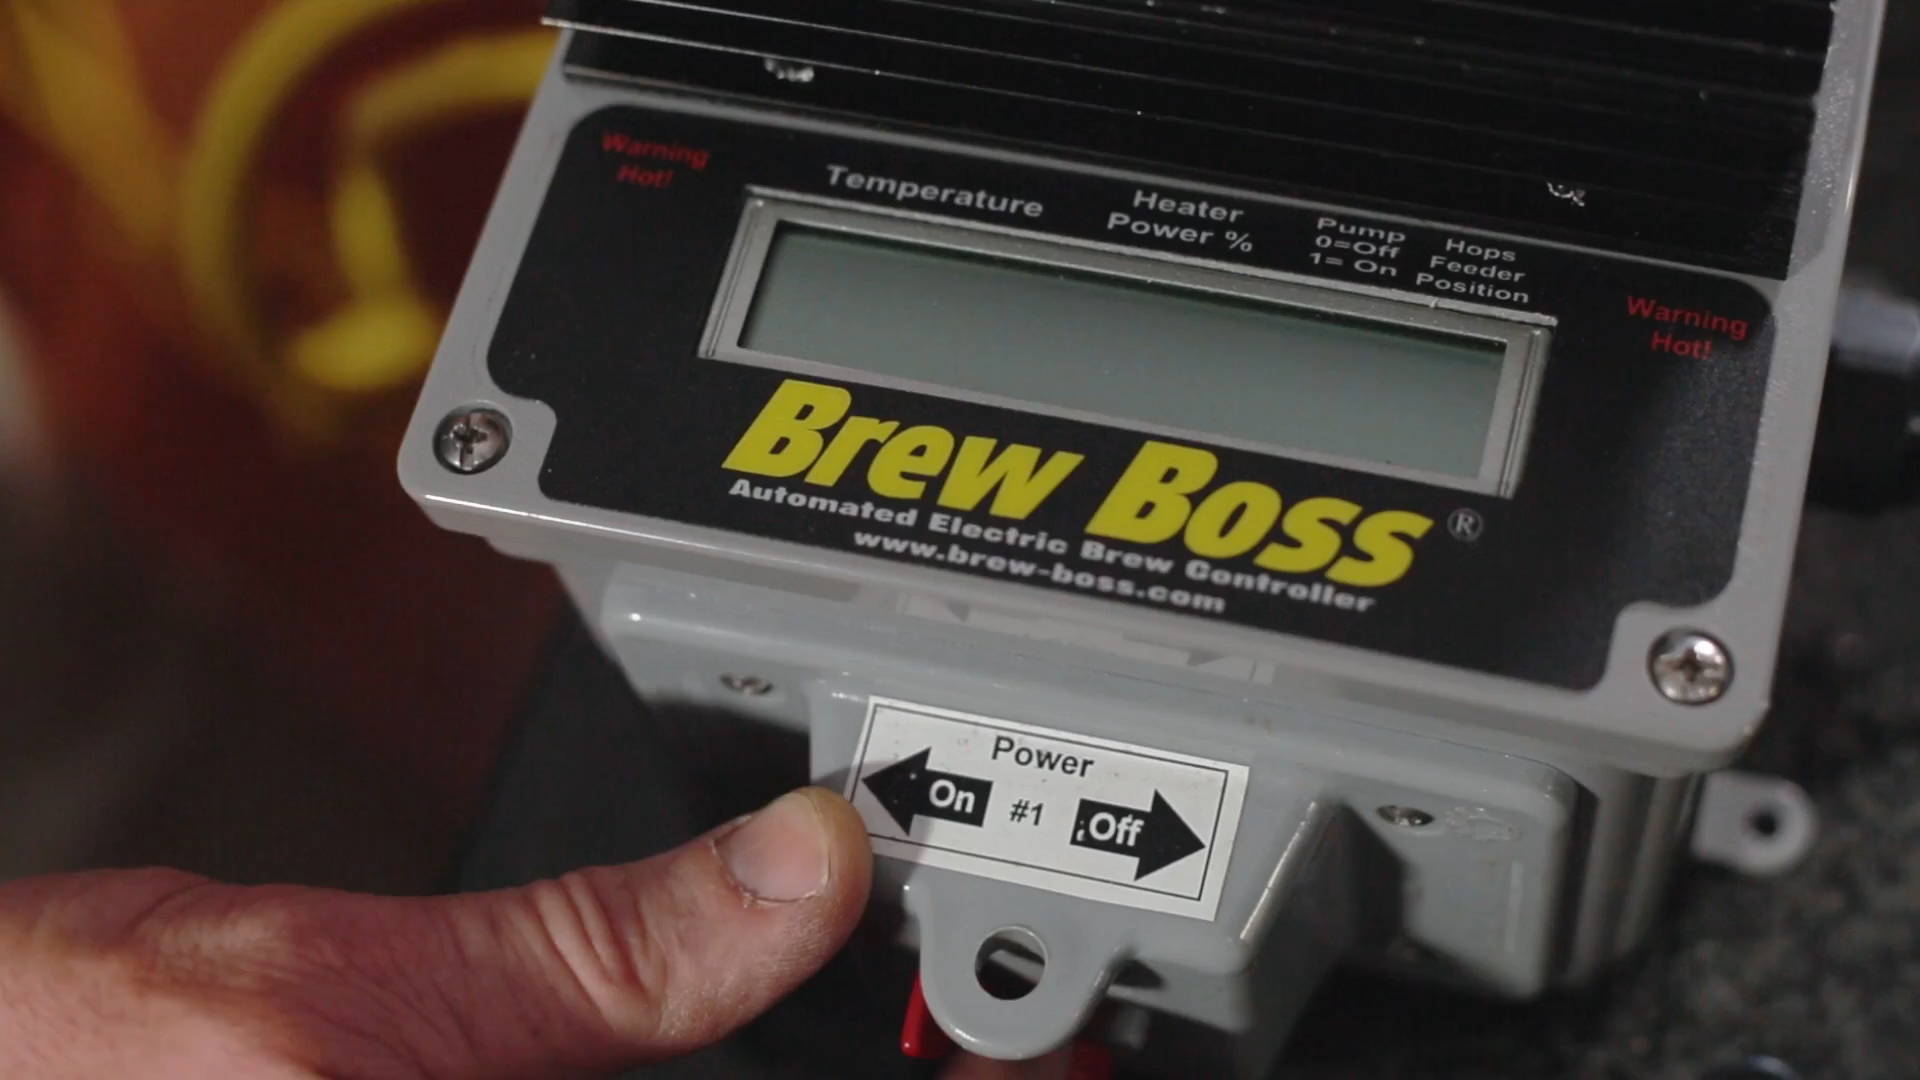 Warning
Hot!
Temperature
Heater
Power %
Pump
0=Off
1= On
Hops
Feeder
Position
Warning
Hot!
Brew Boss ®
Automated Electric Brew Controller
www.brew-boss.com
Power
On #1 Off